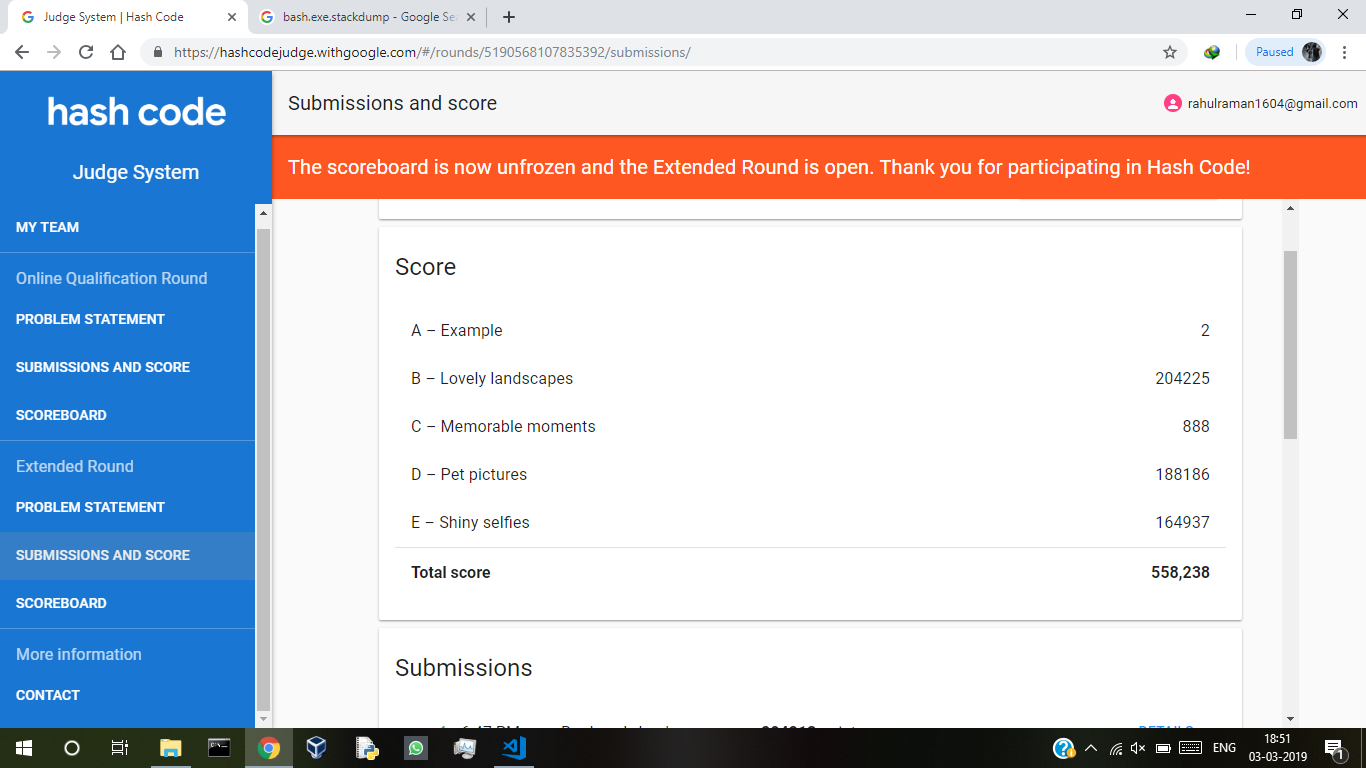 Judge System | Hash Code
bash.exe.stackdump - Google Se
https://hashcodejudge.withgoogle.com/#/rounds/5190568107835392/submissions/
Paused
hash code
Judge System
MY TEAM
Online Qualification Round
PROBLEM STATEMENT
SUBMISSIONS AND SCORE
SCOREBOARD
Extended Round
PROBLEM STATEMENT
SUBMISSIONS AND SCORE
SCOREBOARD
More information
CONTACT
Submissions and score
rahulraman1604@gmail.com
The scoreboard is now unfrozen and the Extended Round is open. Thank you for participating in Hash Code!
Score
A – Example 2
B – Lovely landscapes 204225
C – Memorable moments 888
D – Pet pictures 188186
E – Shiny selfies 164937
Total score 558,238
Submissions
ENG
18:51
03-03-2019
1